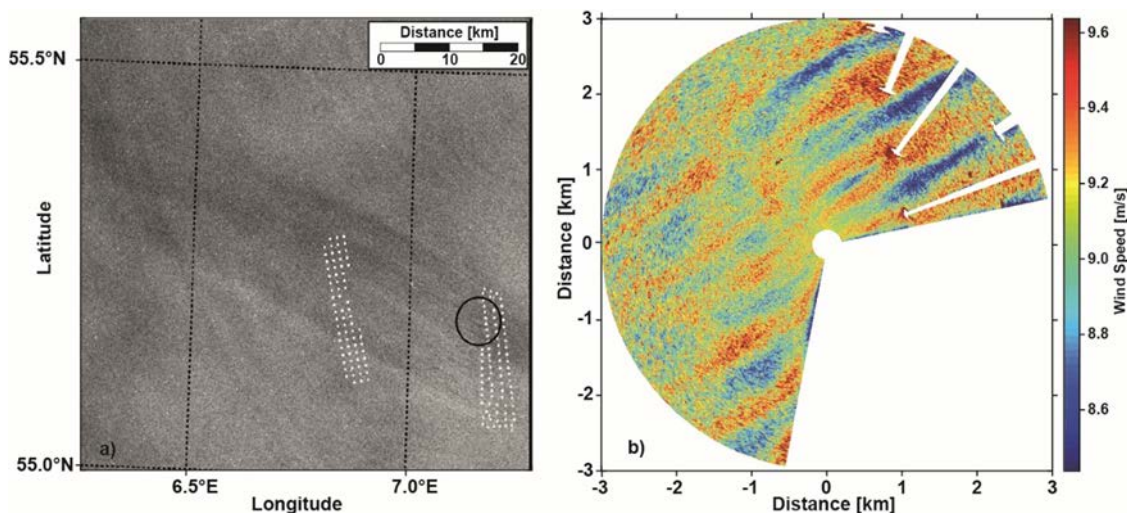 Distance [km]
0 10 20
55.5°N
55.0°N
Latitude
a)
6.5°E 7.0°E
Longitude
3
2
1
0
-1
-2
-3
Distance [km]
b)
-3 -2 -1 0 1 2 3
Distance [km]
9.6
9.4
9.2
9.0
8.8
8.6
Wind Speed [m/s]